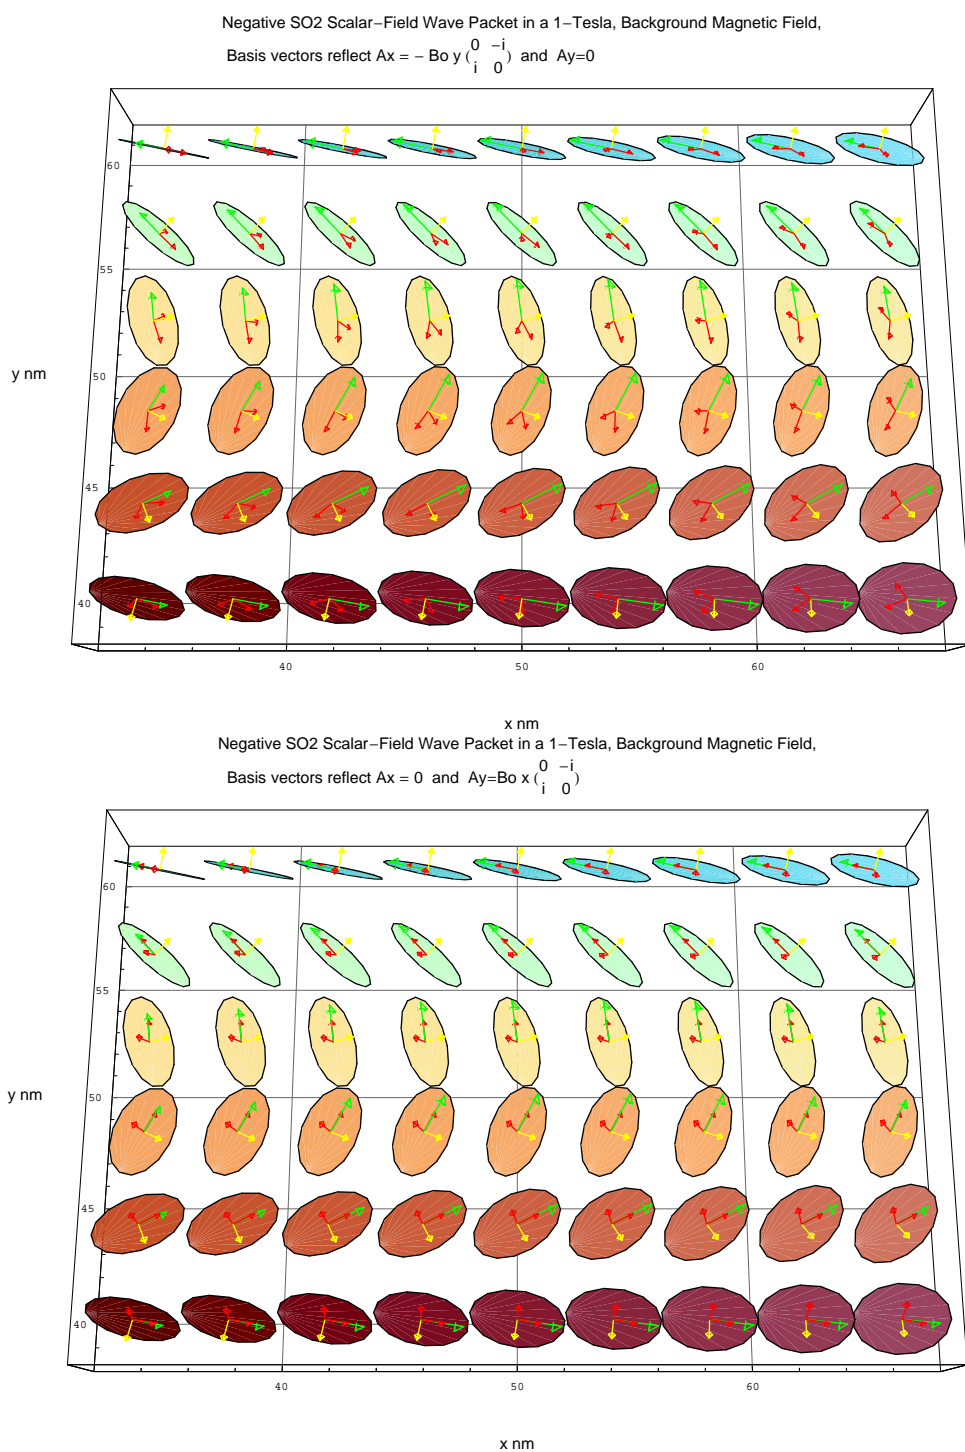 Negative SO2 Scalar−Field Wave Packet in a 1−Tesla, Background Magnetic Field,
Basis vectors reflect Ax = − Bo y (0 −i
i 0) and Ay=0
60
55
y nm
50
45
40
40 50 60
x nm
Negative SO2 Scalar−Field Wave Packet in a 1−Tesla, Background Magnetic Field,
Basis vectors reflect Ax = 0 and Ay=Bo x (0 −i
i 0)
60
55
y nm
50
45
40
40 50 60
x nm